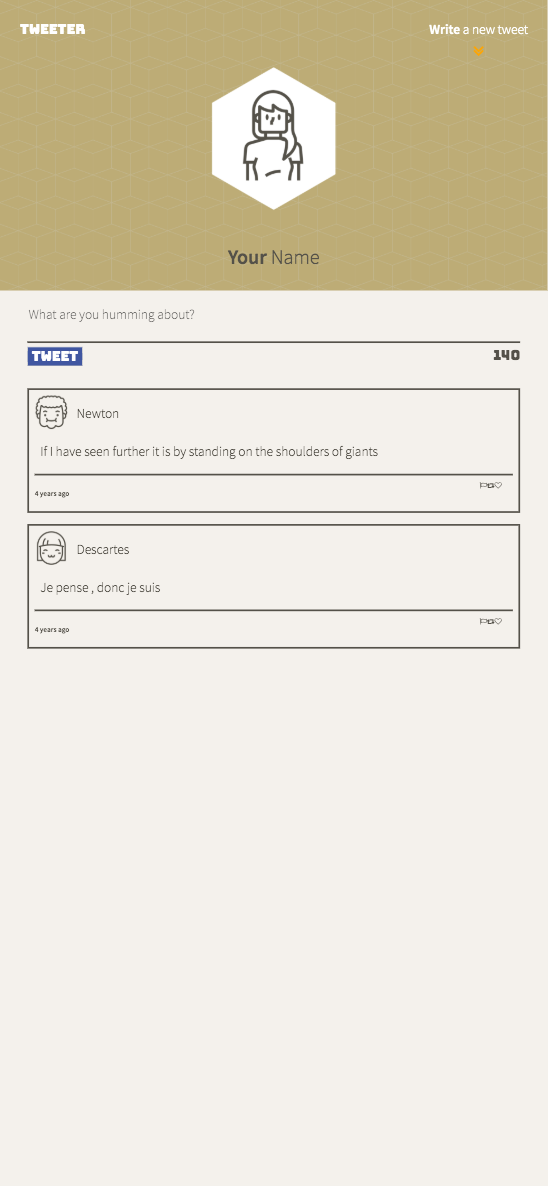 TWEETER
Write a new tweet
Your Name
What are you humming about?
TWEET
140
Newton
If I have seen further it is by standing on the shoulders of giants
4 years ago
Descartes
Je pense , donc je suis
4 years ago